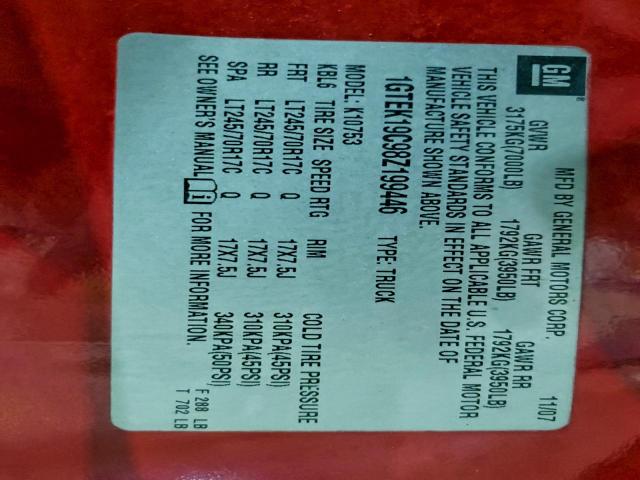 GM ® MFD BY GENERAL MOTORS CORP. 11/07
GVWR GAWR FRT GAWR RR
3175KG(7000LB) 1792KG(3950LB) 1792KG(3950LB)
THIS VEHICLE CONFORMS TO ALL APPLICABLE U.S. FEDERAL MOTOR
VEHICLE SAFETY STANDARDS IN EFFECT ON THE DATE OF
MANUFACTURE SHOWN ABOVE.
1GTEK19C98Z199446 TYPE: TRUCK
MODEL: K10753
KBL6 TIRE SIZE SPEED RTG RIM COLD TIRE PRESSURE
FRT LT245/70R17C Q 17X7.5J 310KPA(45PSI)
RR LT245/70R17C Q 17X7.5J 310KPA(45PSI)
SPA LT245/70R17C Q 17X7.5J 340KPA(50PSI)
SEE OWNER'S MANUAL FOR MORE INFORMATION.
F 288 LB
T 702 LB